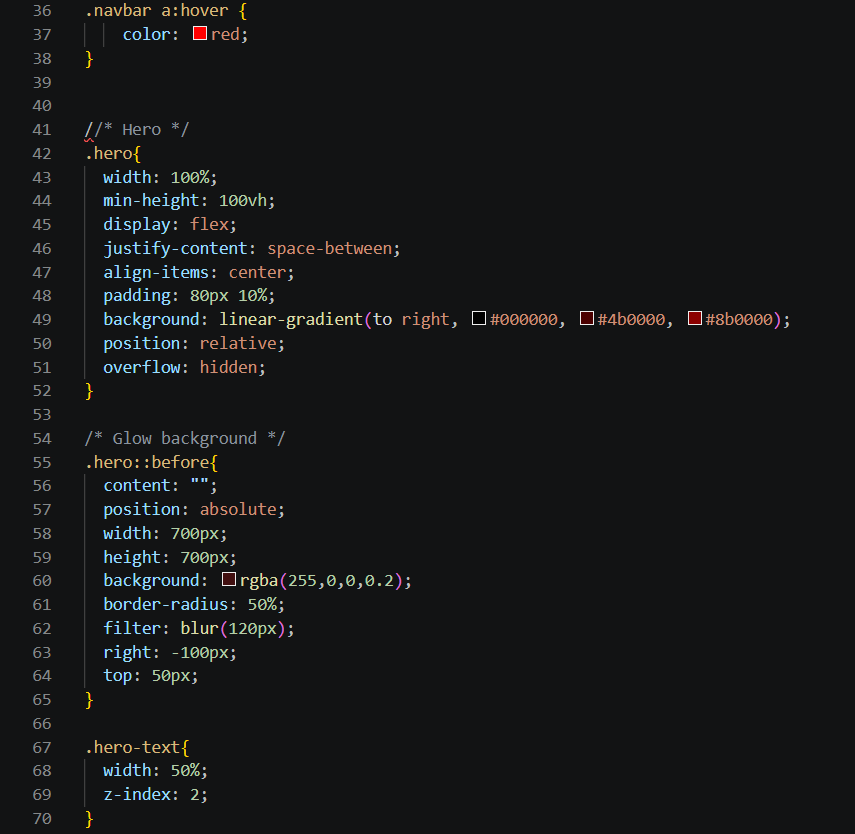 36 .navbar a:hover {
37     color: red;
38 }
39
40
41 //* Hero */
42 .hero{
43   width: 100%;
44   min-height: 100vh;
45   display: flex;
46   justify-content: space-between;
47   align-items: center;
48   padding: 80px 10%;
49   background: linear-gradient(to right, #000000, #4b0000, #8b0000);
50   position: relative;
51   overflow: hidden;
52 }
53
54 /* Glow background */
55 .hero::before{
56   content: "";
57   position: absolute;
58   width: 700px;
59   height: 700px;
60   background: rgba(255,0,0,0.2);
61   border-radius: 50%;
62   filter: blur(120px);
63   right: -100px;
64   top: 50px;
65 }
66
67 .hero-text{
68   width: 50%;
69   z-index: 2;
70 }